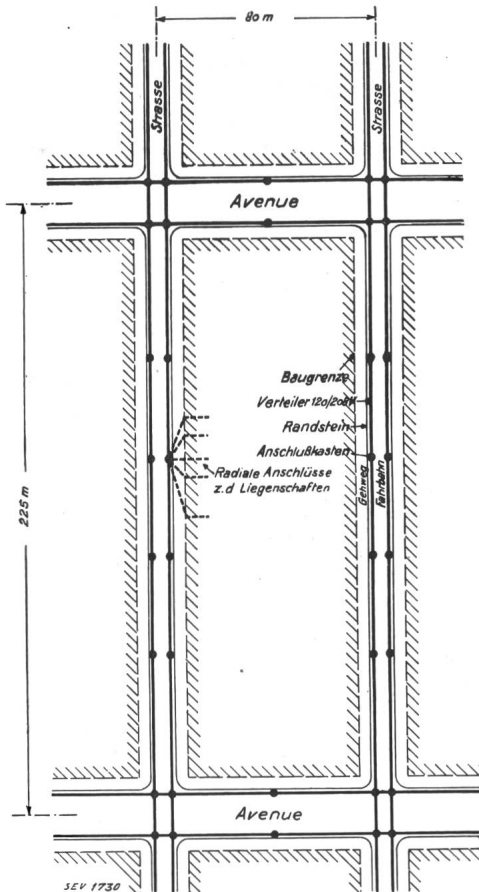 80 m
Strasse
Strasse
Avenue
Baugrenze
Verteiler 120/208V
Randstein
Anschlußkasten
Radiale Anschlüsse
z.d Liegenschaften
Gehweg
Fahrbahn
225 m
Avenue
SEV 1730